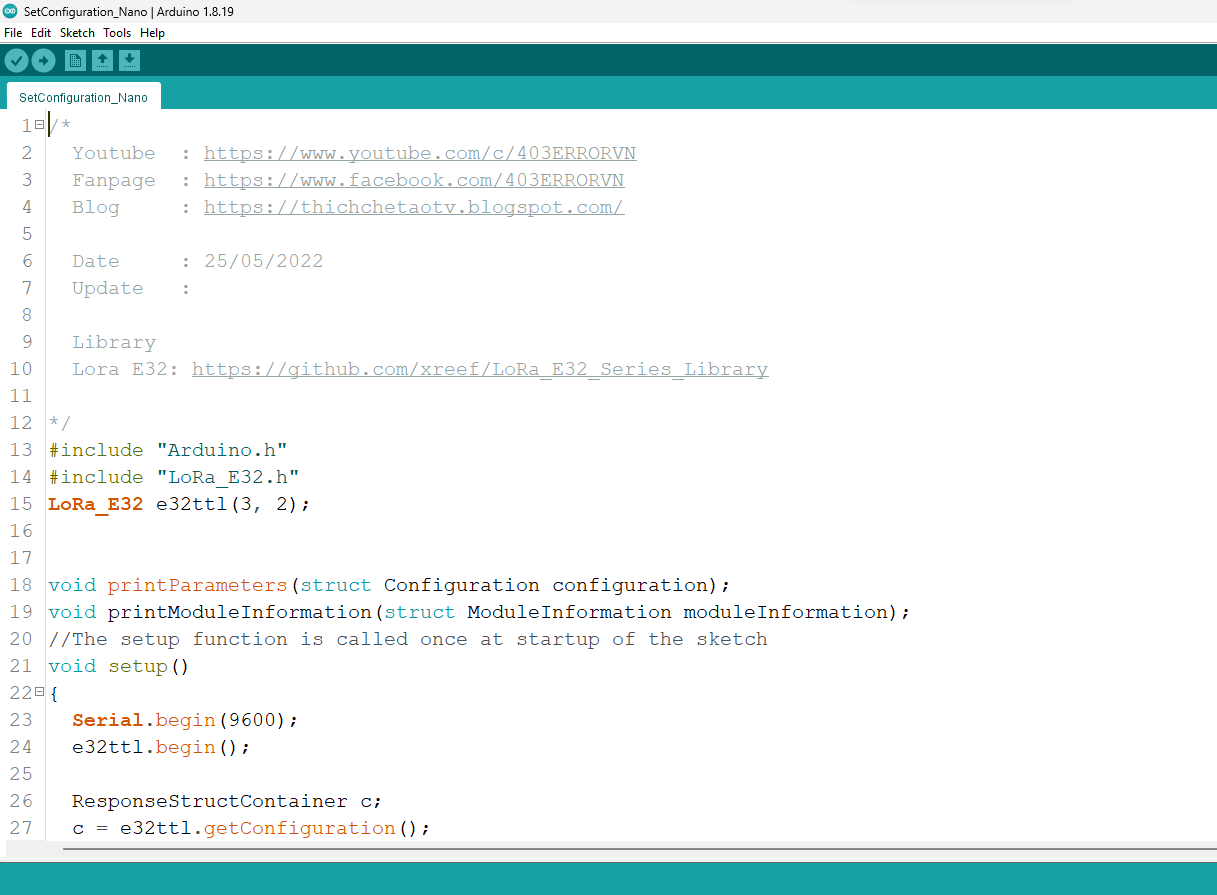 SetConfiguration_Nano | Arduino 1.8.19
File Edit Sketch Tools Help
SetConfiguration_Nano
1 /*
2 Youtube : https://www.youtube.com/c/403ERRORVN
3 Fanpage : https://www.facebook.com/403ERRORVN
4 Blog : https://thichchetaotv.blogspot.com/
5
6 Date : 25/05/2022
7 Update :
8
9 Library
10 Lora E32: https://github.com/xreef/LoRa_E32_Series_Library
11
12 */
13 #include "Arduino.h"
14 #include "LoRa_E32.h"
15 LoRa_E32 e32ttl(3, 2);
16
17
18 void printParameters(struct Configuration configuration);
19 void printModuleInformation(struct ModuleInformation moduleInformation);
20 //The setup function is called once at startup of the sketch
21 void setup()
22 {
23 Serial.begin(9600);
24 e32ttl.begin();
25
26 ResponseStructContainer c;
27 c = e32ttl.getConfiguration();